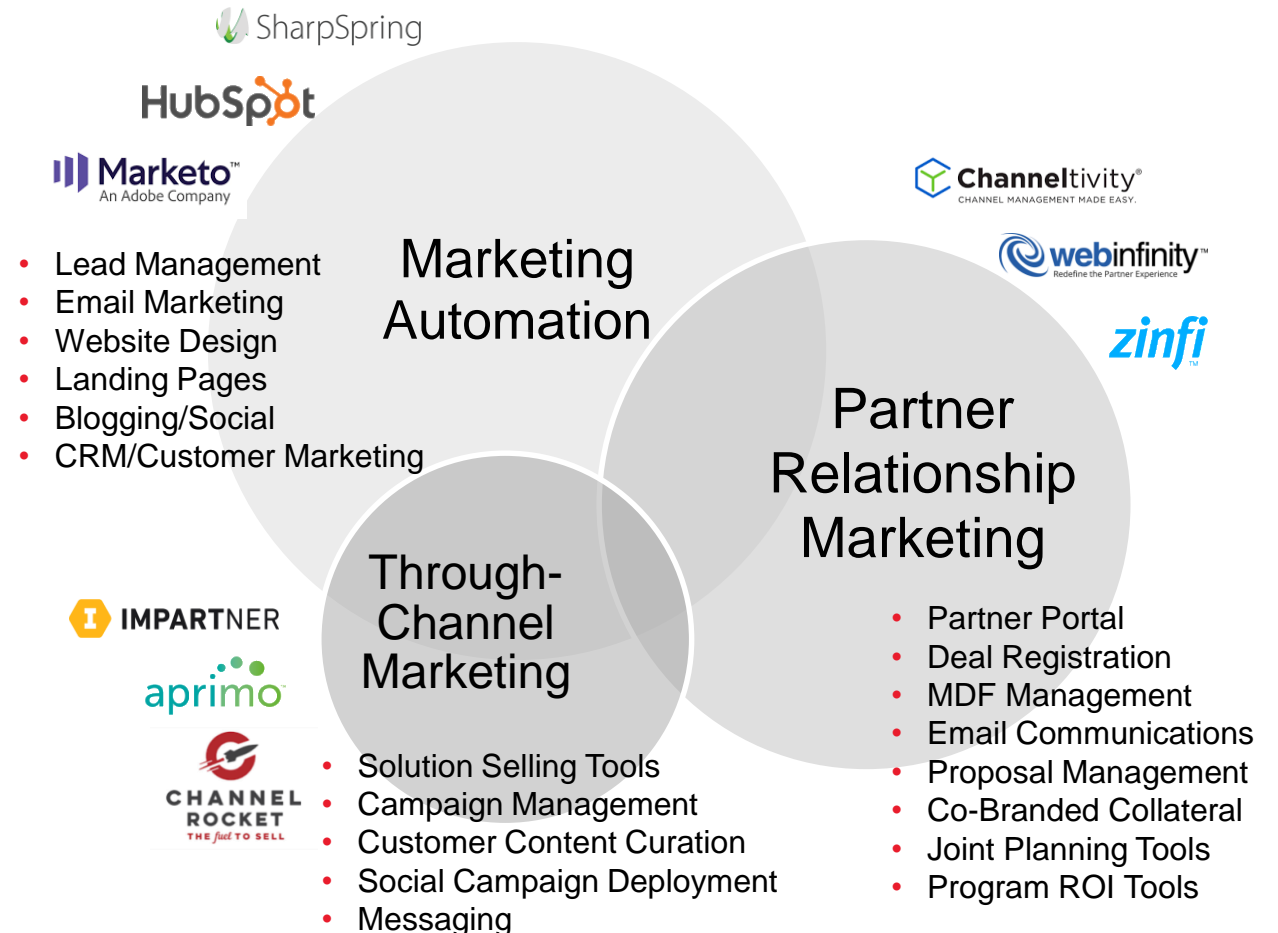 SharpSpring
HubSpot
Marketo™
An Adobe Company
Channeltivity®
CHANNEL MANAGEMENT MADE EASY.
webinfinity™
Redefine the Partner Experience
zinfi™
Marketing
Automation
• Lead Management
• Email Marketing
• Website Design
• Landing Pages
• Blogging/Social
• CRM/Customer Marketing
Partner
Relationship
Marketing
Through-
Channel
Marketing
I IMPARTNER
aprimo
CHANNEL
ROCKET
THE fuel TO SELL
• Solution Selling Tools
• Campaign Management
• Customer Content Curation
• Social Campaign Deployment
• Messaging
• Partner Portal
• Deal Registration
• MDF Management
• Email Communications
• Proposal Management
• Co-Branded Collateral
• Joint Planning Tools
• Program ROI Tools